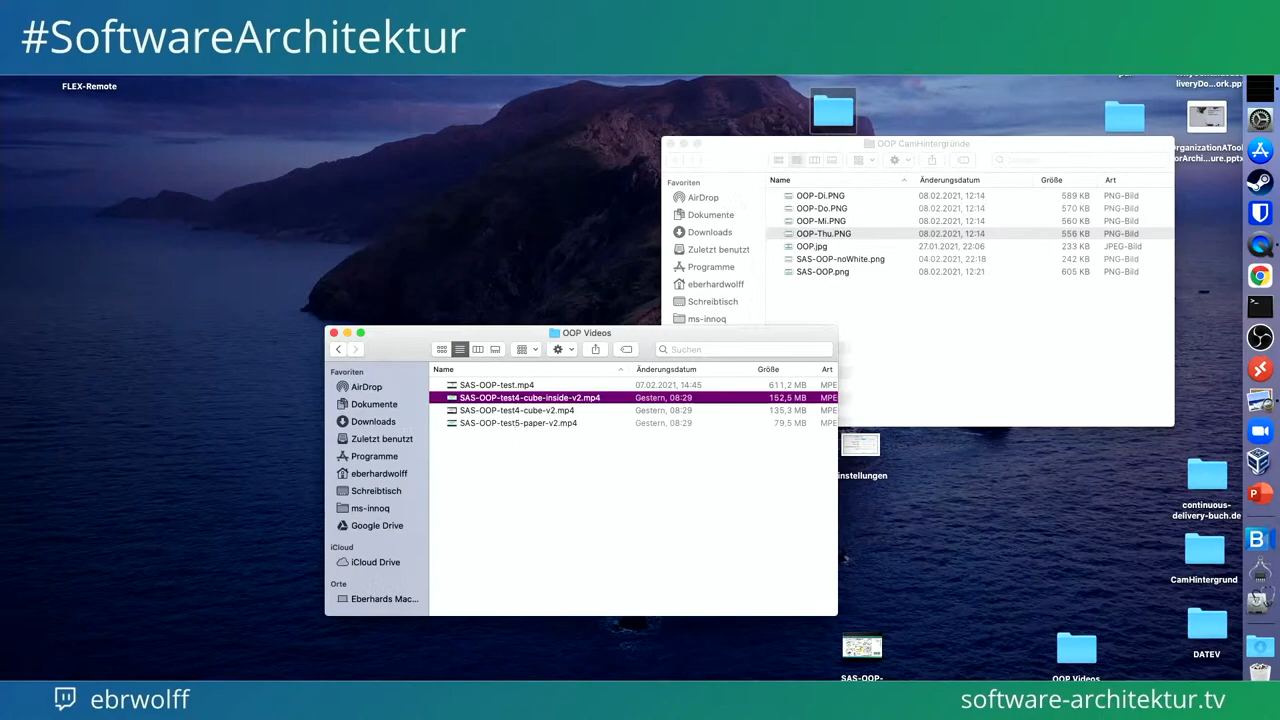 #SoftwareArchitektur
FLEX-Remote
liveryDo...ork.ppt
OrganizationATool
orArchi...ure.pptx
OOP CamHintergründe
Favoriten
AirDrop
Dokumente
Downloads
Zuletzt benutzt
Programme
eberhardwolff
Schreibtisch
ms-innoq
Name Änderungsdatum Größe Art
OOP-Di.PNG 08.02.2021, 12:14 589 KB PNG-Bild
OOP-Do.PNG 08.02.2021, 12:14 570 KB PNG-Bild
OOP-Mi.PNG 08.02.2021, 12:14 560 KB PNG-Bild
OOP-Thu.PNG 08.02.2021, 12:14 556 KB PNG-Bild
OOP.jpg 27.01.2021, 22:06 233 KB JPEG-Bild
SAS-OOP-noWhite.png 04.02.2021, 22:18 242 KB PNG-Bild
SAS-OOP.png 08.02.2021, 12:21 605 KB PNG-Bild
OOP Videos
Suchen
Favoriten
AirDrop
Dokumente
Downloads
Zuletzt benutzt
Programme
eberhardwolff
Schreibtisch
ms-innoq
Google Drive
iCloud
iCloud Drive
Orte
Eberhards Mac...
Name Änderungsdatum Größe Art
SAS-OOP-test.mp4 07.02.2021, 14:45 611,2 MB MPE
SAS-OOP-test4-cube-inside-v2.mp4 Gestern, 08:29 152,5 MB MPE
SAS-OOP-test4-cube-v2.mp4 Gestern, 08:29 135,3 MB MPE
SAS-OOP-test5-paper-v2.mp4 Gestern, 08:29 79,5 MB MPE
instellungen
continuous-
delivery-buch.de
CamHintergrund
DATEV
SAS-OOP-
OOP Videos
ebrwolff
software-architektur.tv